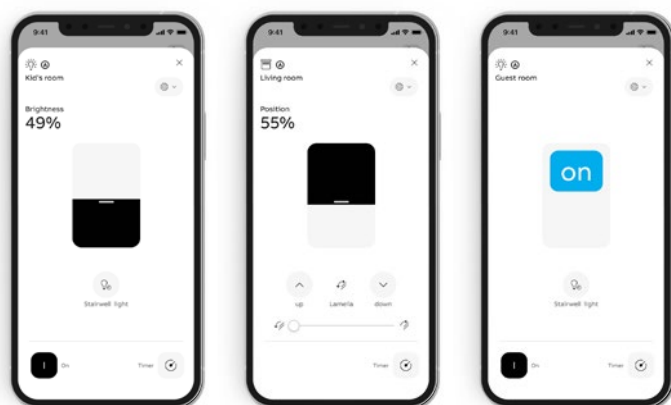 9:41
Kid's room
Brightness
49%
Stairwell light
On
Timer
9:41
Living room
Position
55%
up
Lamella
down
Timer
9:41
Guest room
on
Stairwell light
On
Timer